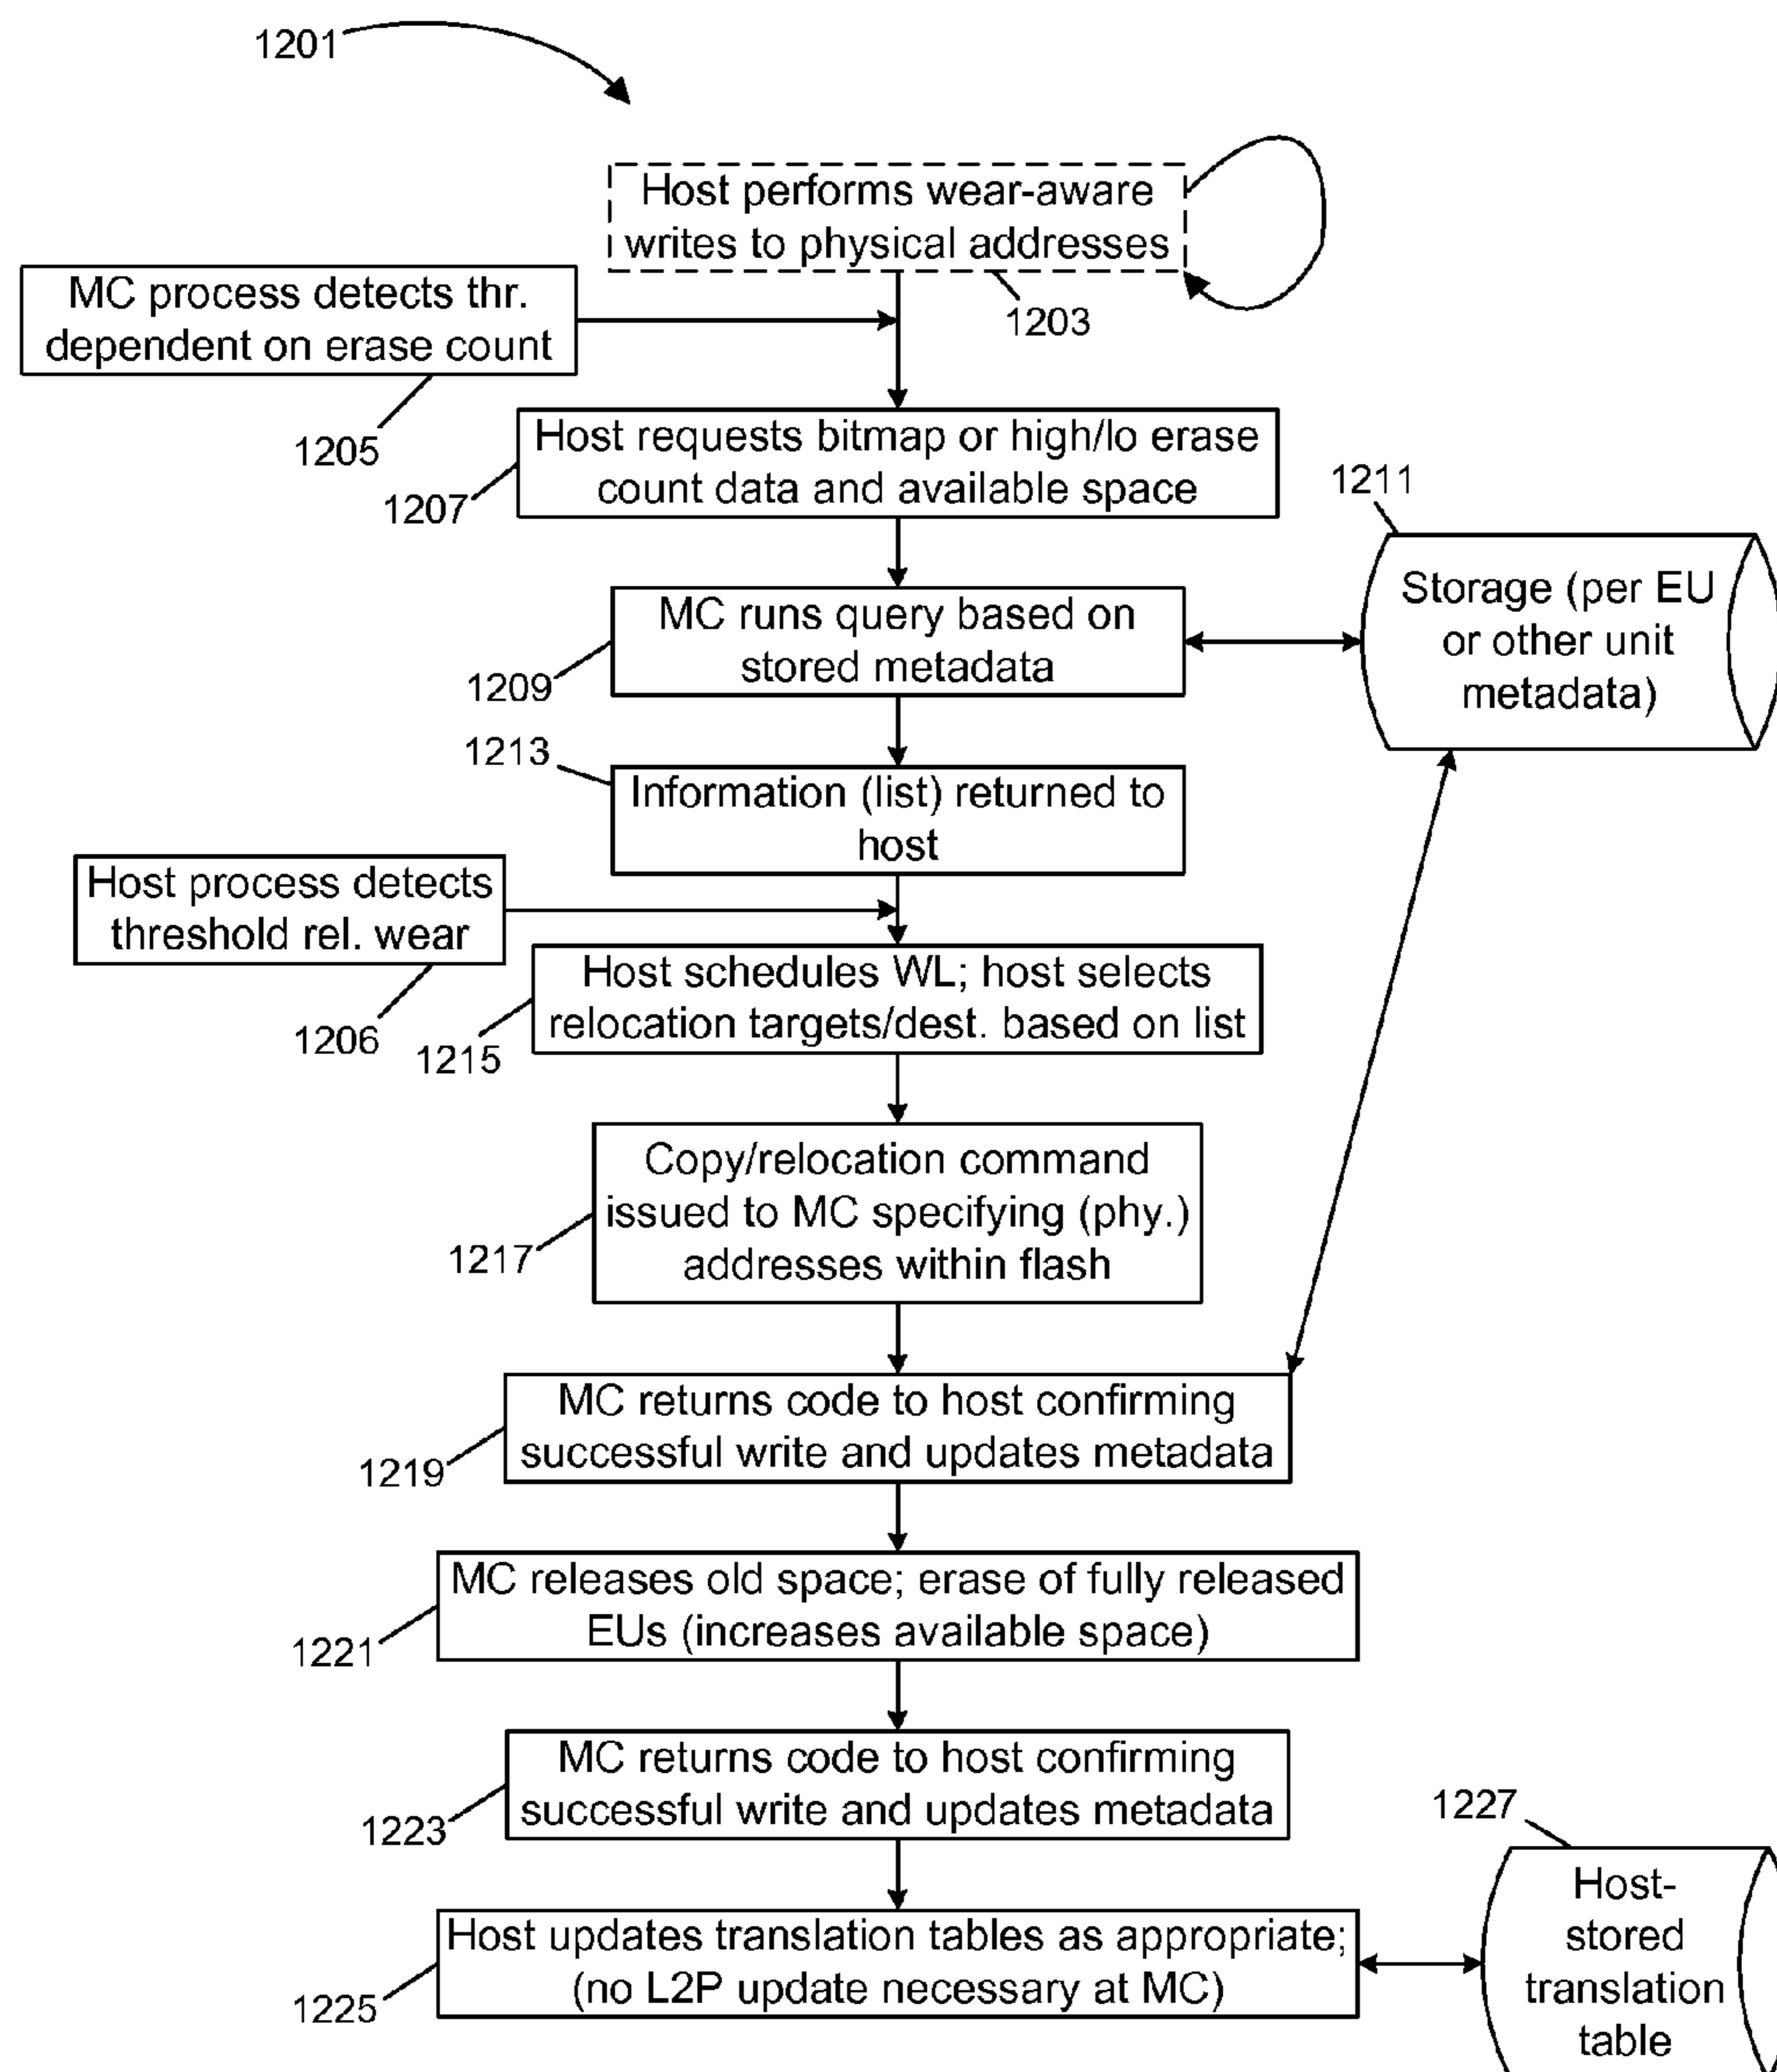 1201
Host performs wear-aware
writes to physical addresses
1203
MC process detects thr.
dependent on erase count
1205
Host requests bitmap or high/lo erase
count data and available space
1207
MC runs query based on
stored metadata
1209
1211
Storage (per EU
or other unit
metadata)
1213
Information (list) returned to
host
Host process detects
threshold rel. wear
1206
Host schedules WL; host selects
relocation targets/dest. based on list
1215
Copy/relocation command
issued to MC specifying (phy.)
addresses within flash
1217
MC returns code to host confirming
successful write and updates metadata
1219
MC releases old space; erase of fully released
EUs (increases available space)
1221
MC returns code to host confirming
successful write and updates metadata
1223
1227
Host updates translation tables as appropriate;
(no L2P update necessary at MC)
1225
Host-
stored
translation
table